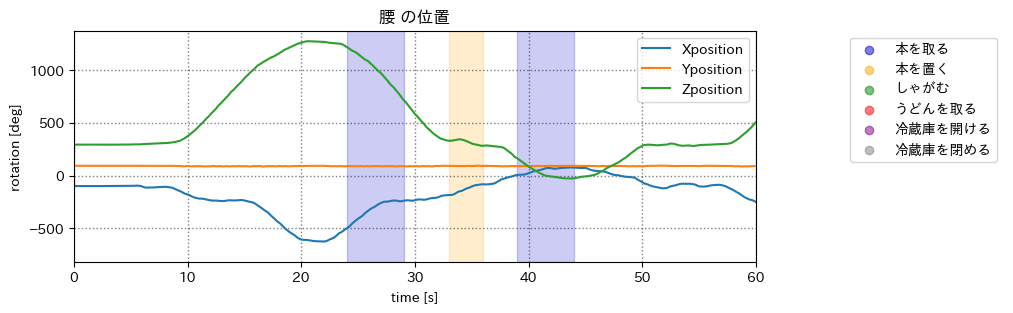 腰 の位置
1000
500
0
−500
rotation [deg]
0 10 20 30 40 50 60
time [s]
Xposition
Yposition
Zposition
本を取る
本を置く
しゃがむ
うどんを取る
冷蔵庫を開ける
冷蔵庫を閉める